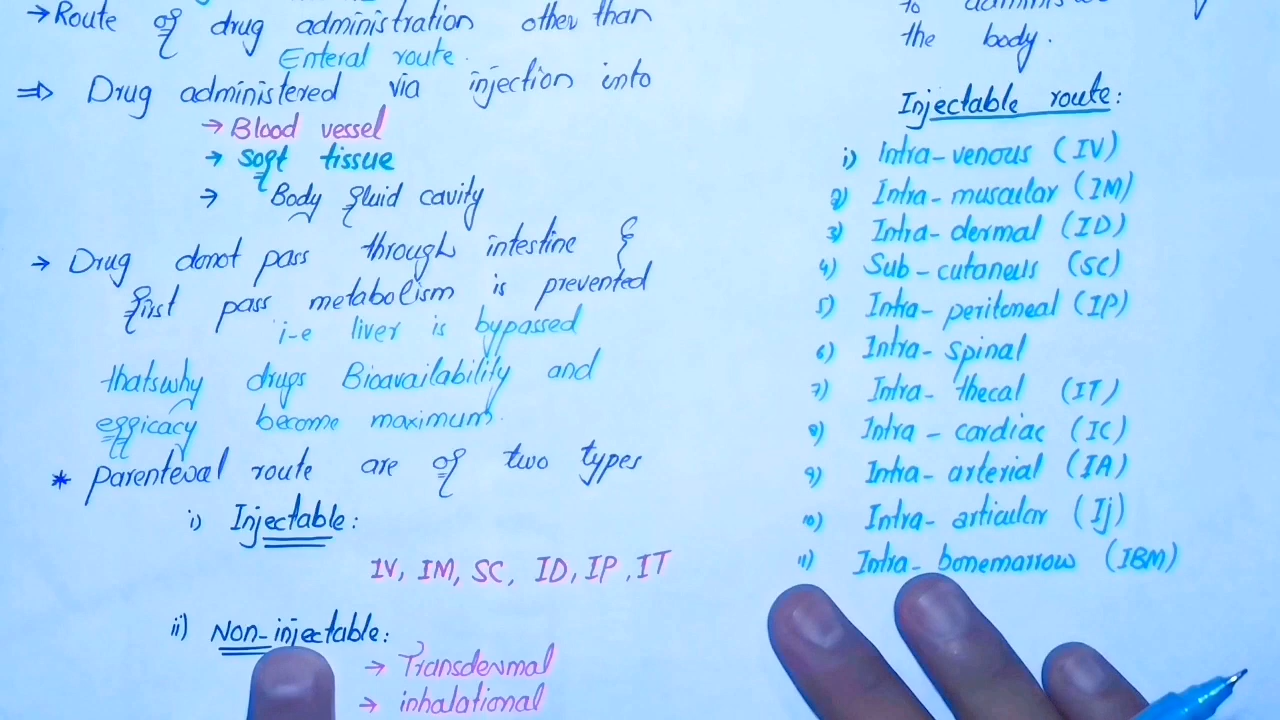 →Route of drug administration other than
Enteral route.
⇒ Drug administered via injection into
→ Blood vessel
→ soft tissue
→ Body fluid cavity
→ Drug donot pass through intestine &
first pass metabolism is prevented
i-e liver is bypassed
thatswhy drugs Bioavailability and
efficacy become maximum.
* parenteral route are of two types
i) Injectable:
IV, IM, SC, ID, IP, IT
ii) Non-injectable:
→ Transdermal
→ inhalational
to
the body.
Injectable route:
i) Intra-venous (IV)
2) Intra-muscular (IM)
3) Intra-dermal (ID)
4) Sub-cutaneus (SC)
5) Intra-peritoneal (IP)
6) Intra-spinal
7) Intra-thecal (IT)
8) Intra-cardiac (IC)
9) Intra-arterial (IA)
10) Intra-articular (Ij)
11) Intra-bonemarrow (IBM)